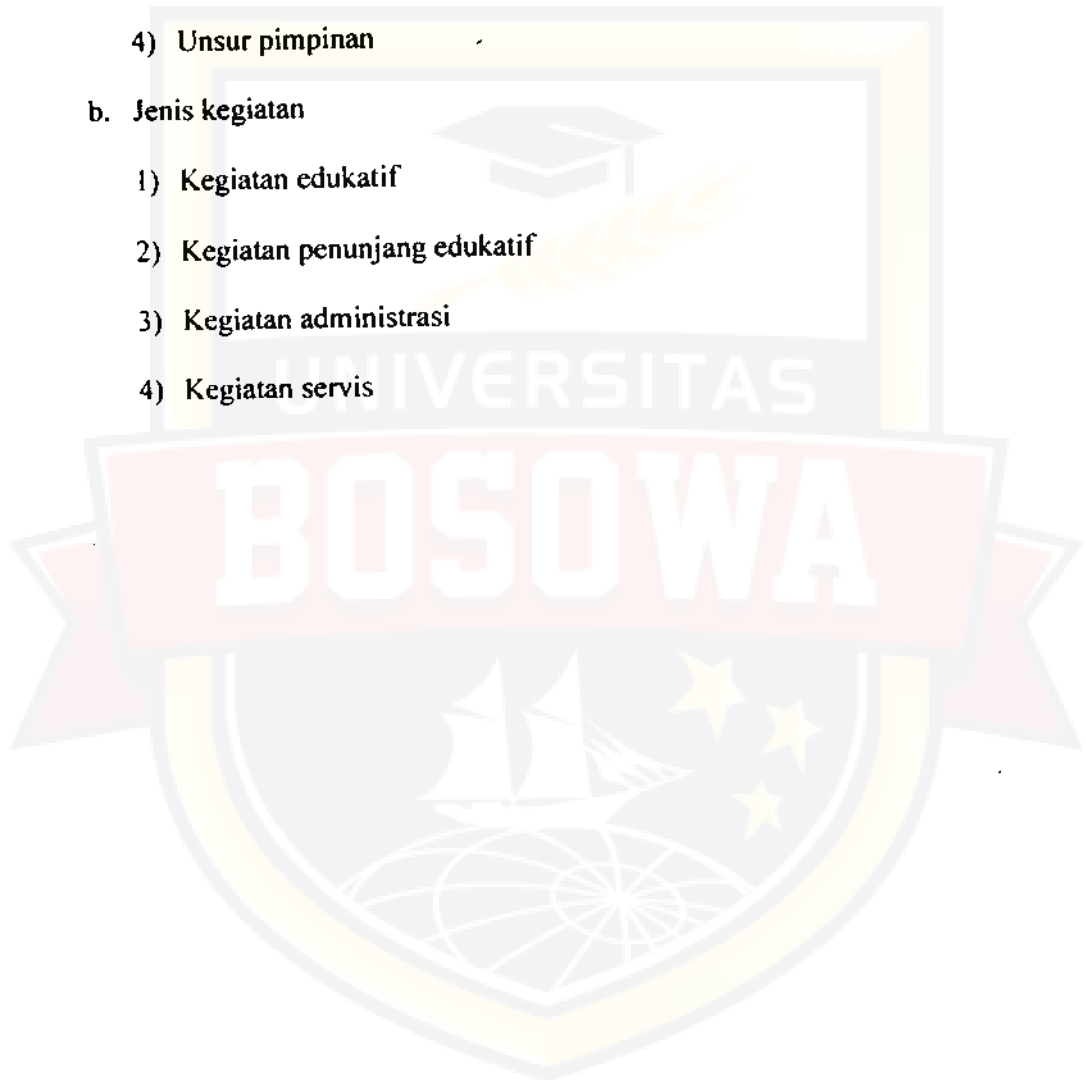 4) Unsur pimpinan
b. Jenis kegiatan
1) Kegiatan edukatif
2) Kegiatan penunjang edukatif
3) Kegiatan administrasi
4) Kegiatan servis
UNIVERSITAS
BOSOWA